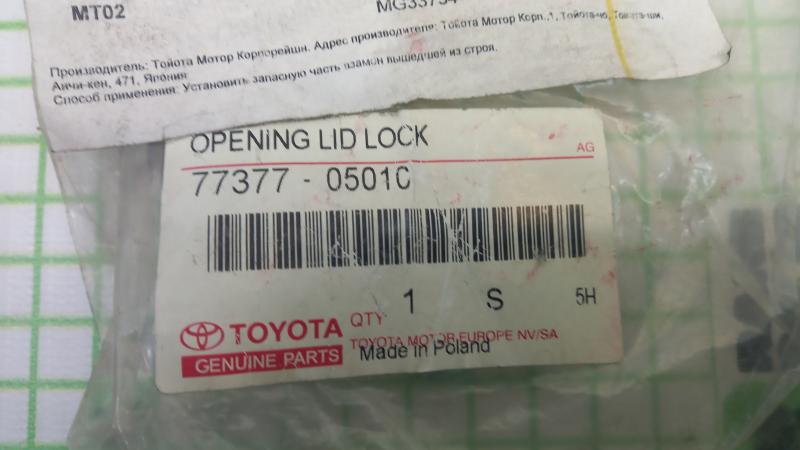 MT02
Производитель: Тойота Мотор Корпорейшн. Адрес производителя: Тойота Мотор Корп.,1, Тойота-чо, Тойота-ши,
Аичи-кен, 471, Япония
Способ применения: Установить запасную часть взамен вышедшей из строя.
OPENING LID LOCK
AG
77377 - 0501C
QTY 1 S 5H
TOYOTA
GENUINE PARTS
TOYOTA MOTOR EUROPE NV/SA
Made in Poland